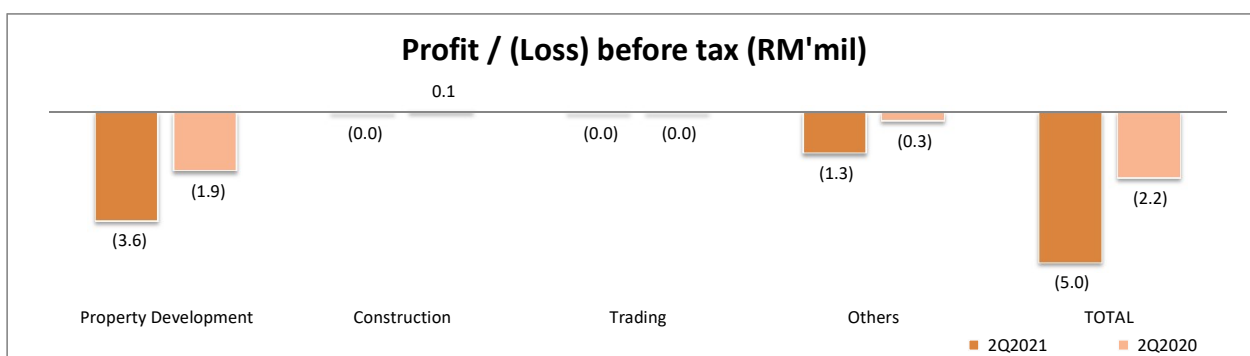 Profit / (Loss) before tax (RM'mil)
0.1
(0.0)
(0.0)
(0.0)
(0.3)
(1.3)
(1.9)
(2.2)
(3.6)
(5.0)
Property Development
Construction
Trading
Others
TOTAL
2Q2021
2Q2020